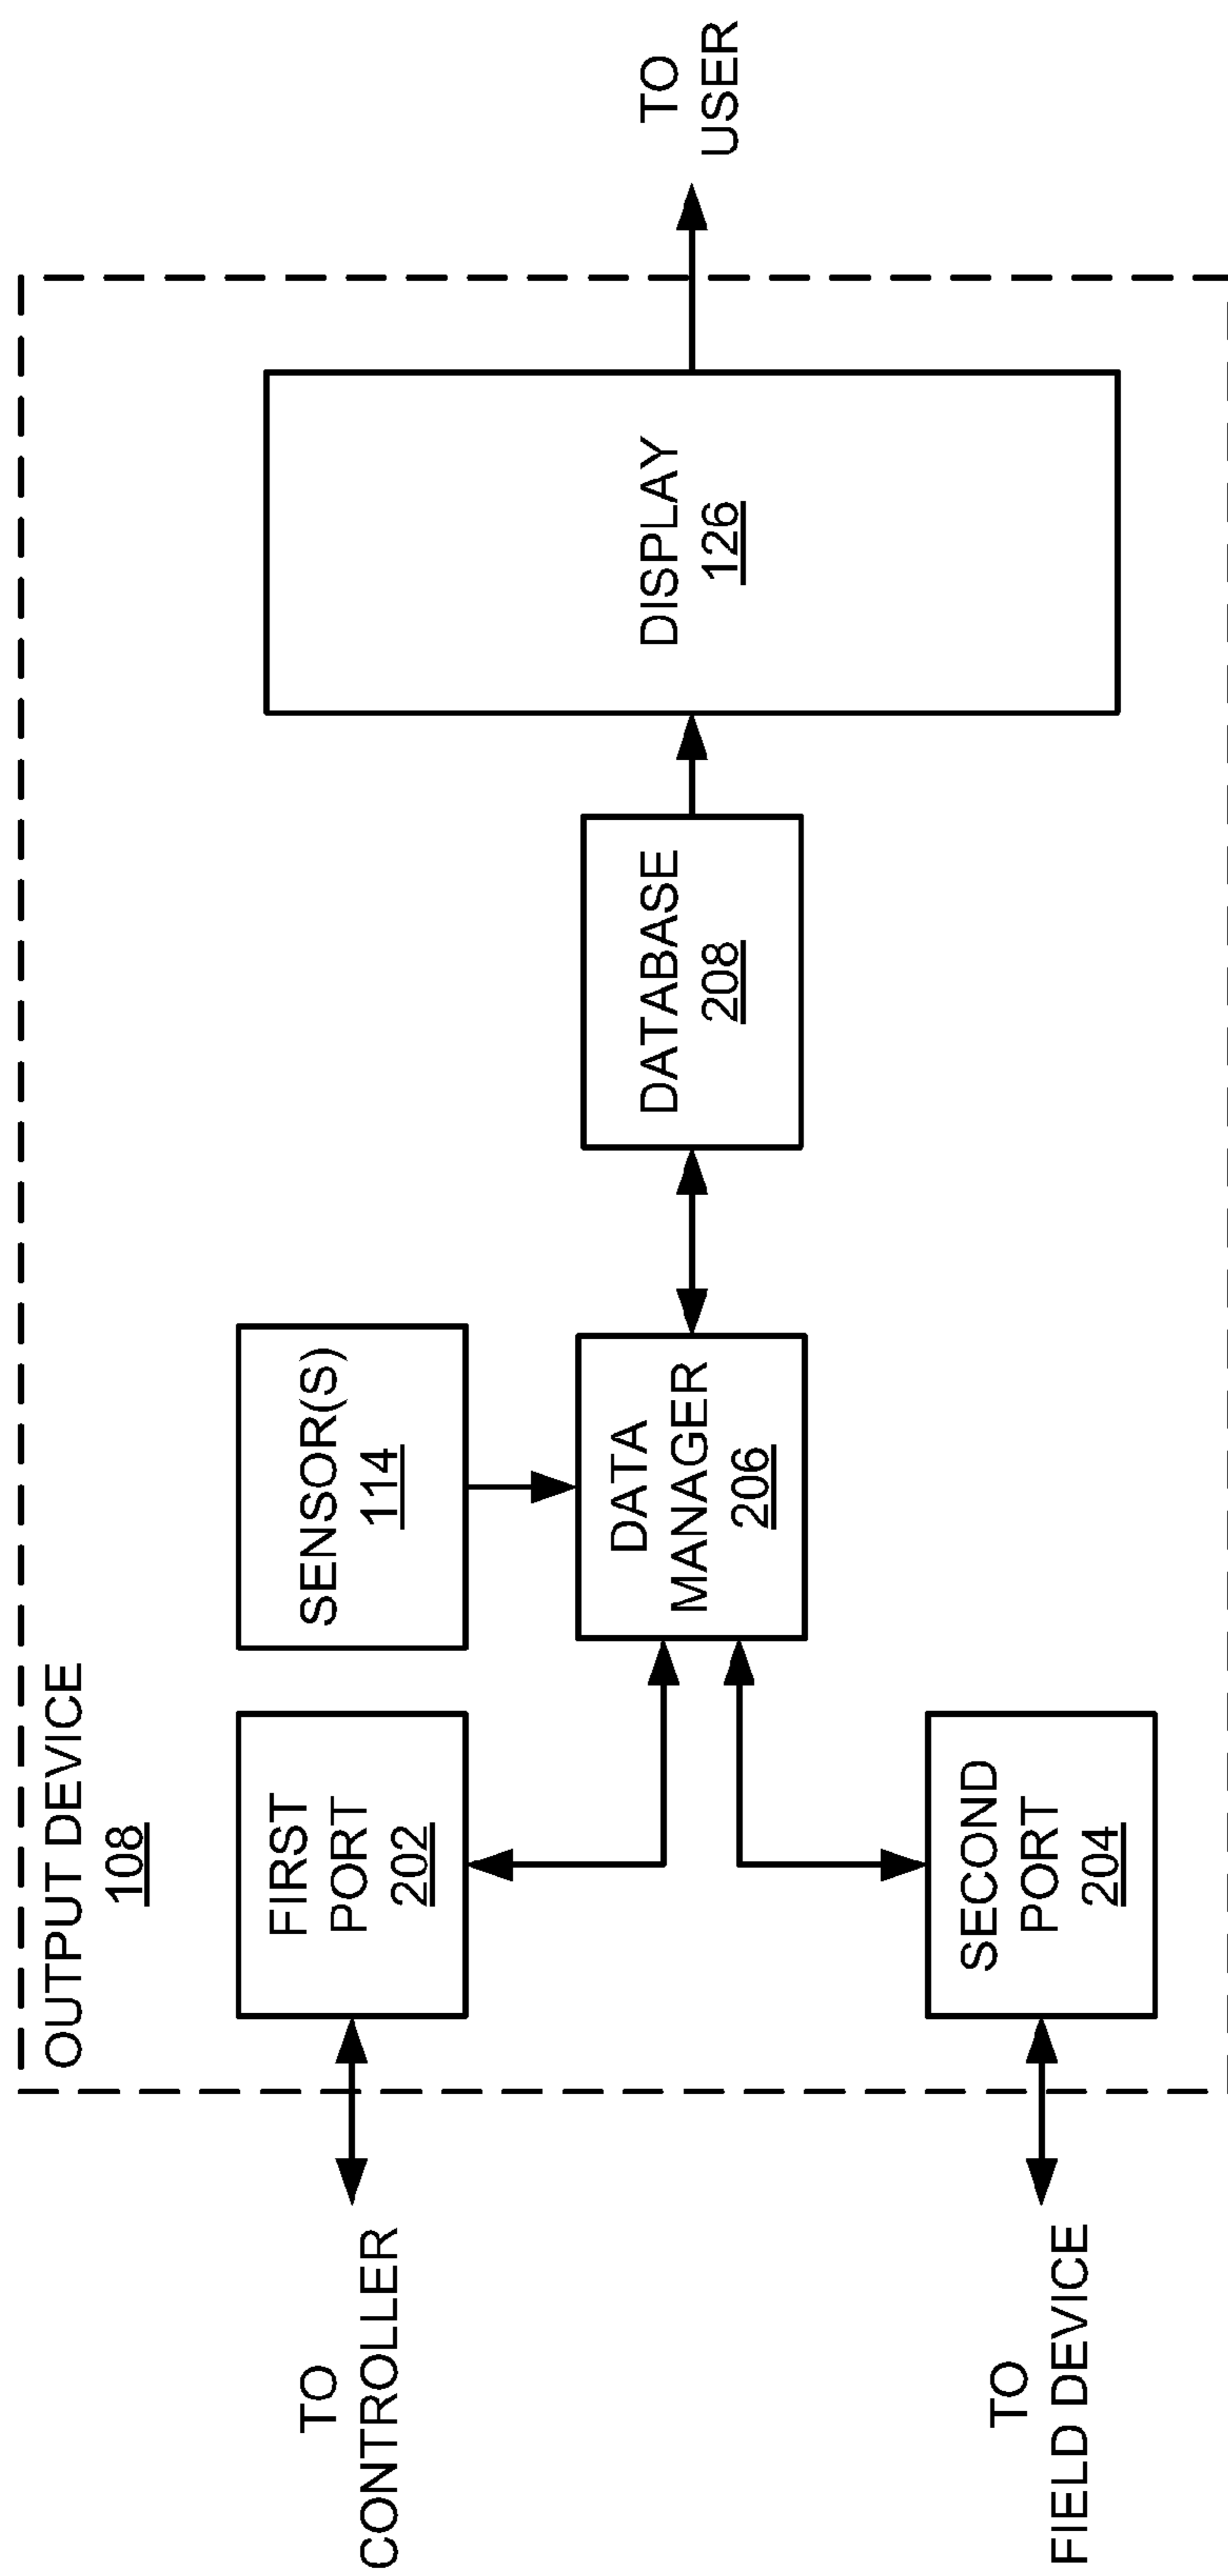 OUTPUT DEVICE
108
TO
CONTROLLER
FIRST
PORT
202
SENSOR(S)
114
DATA
MANAGER
206
DATABASE
208
DISPLAY
126
TO
USER
TO
FIELD DEVICE
SECOND
PORT
204